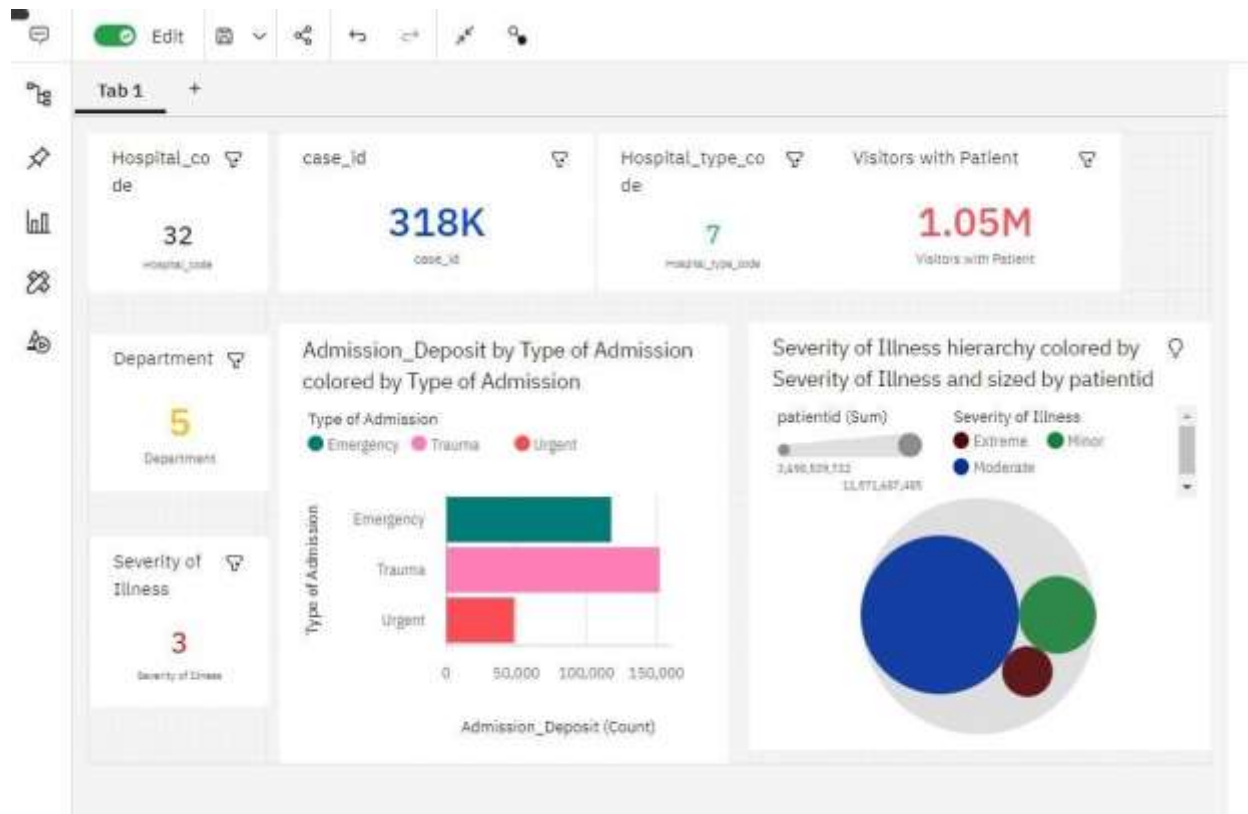 Edit
Tab 1 +
Hospital_co
de
32
Hospital_code
case_id
318K
case_id
Hospital_type_co
de
7
Hospital_type_code
Visitors with Patient
1.05M
Visitors with Patient
Department
5
Department
Severity of
Illness
3
Severity of Illness
Admission_Deposit by Type of Admission
colored by Type of Admission
Type of Admission
Emergency Trauma Urgent
Type of Admission
Emergency
Trauma
Urgent
0 50,000 100,000 150,000
Admission_Deposit (Count)
Severity of Illness hierarchy colored by
Severity of Illness and sized by patientid
patientid (Sum)
Severity of Illness
Extreme Minor
Moderate